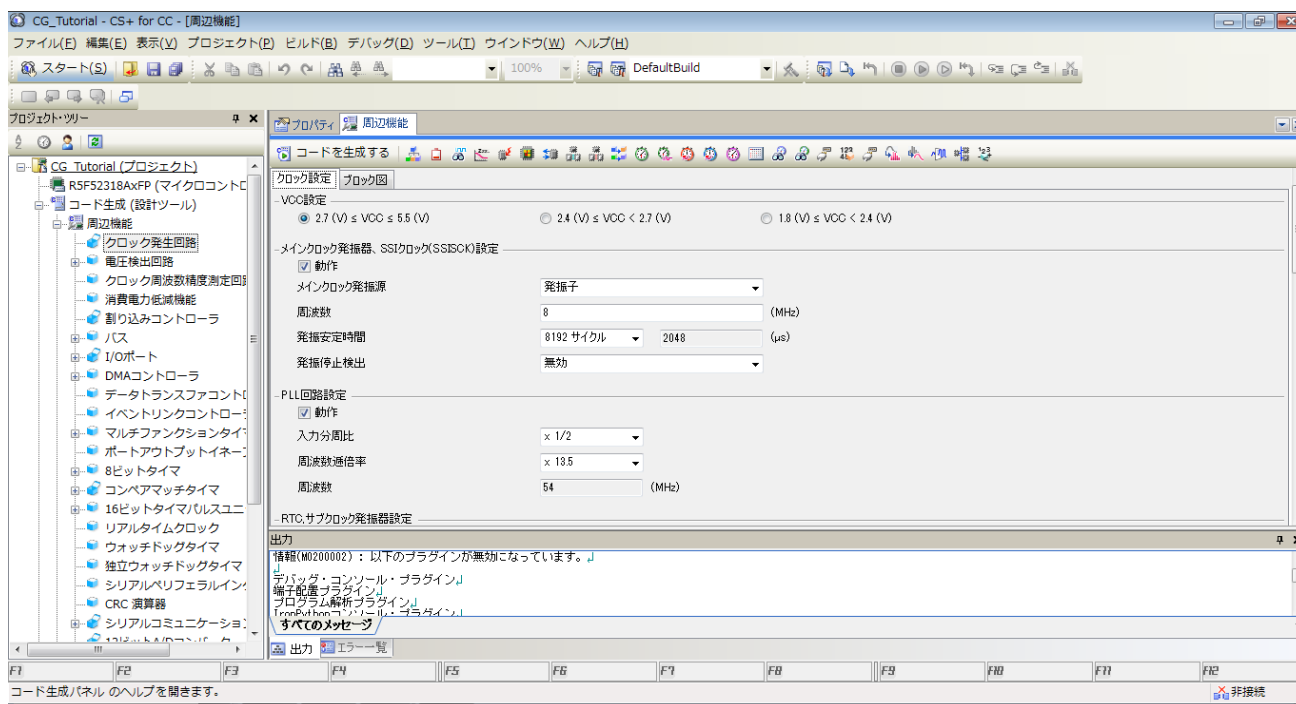 CG_Tutorial - CS+ for CC - [周辺機能]
ファイル(F) 編集(E) 表示(V) プロジェクト(P) ビルド(B) デバッグ(D) ツール(T) ウインドウ(W) ヘルプ(H)
スタート(S) 100% DefaultBuild
プロジェクト・ツリー
CG_Tutorial (プロジェクト)
R5F52318AxFP (マイクロコントロ
コード生成 (設計ツール)
周辺機能
クロック発生回路
電圧検出回路
クロック周波数精度測定回路
消費電力低減機能
割り込みコントローラ
バス
I/Oポート
DMAコントローラ
データトランスファコントロ
イベントリンクコントローラ
マルチファンクションタイマ
ポートアウトプットイネーブ
8ビットタイマ
コンペアマッチタイマ
16ビットタイマパルスユニ
リアルタイムクロック
ウォッチドッグタイマ
独立ウォッチドッグタイマ
シリアルペリフェラルイン
CRC 演算器
シリアルコミュニケーション
プロパティ 周辺機能
コードを生成する
クロック設定 ブロック図
VCC設定
2.7 (V) ≤ VCC ≤ 5.5 (V) 2.4 (V) ≤ VCC < 2.7 (V) 1.8 (V) ≤ VCC < 2.4 (V)
メインクロック発振器、SSIクロック(SSISCK)設定
動作
メインクロック発振源 発振子
周波数 8 (MHz)
発振安定時間 8192 サイクル 2048 (μs)
発振停止検出 無効
PLL回路設定
動作
入力分周比 x 1/2
周波数逓倍率 x 13.5
周波数 54 (MHz)
RTC,サブクロック発振器設定
出力
情報(M0200002) : 以下のプラグインが無効になっています。↲
↲
デバッグ・コンソール・プラグイン↲
端子配置プラグイン↲
プログラム解析プラグイン↲
IronPythonコンソール・プラグイン↲
すべてのメッセージ
出力 エラー一覧
F1 F2 F3 F4 F5 F6 F7 F8 F9 F10 F11 F12
コード生成パネル のヘルプを開きます。
非接続